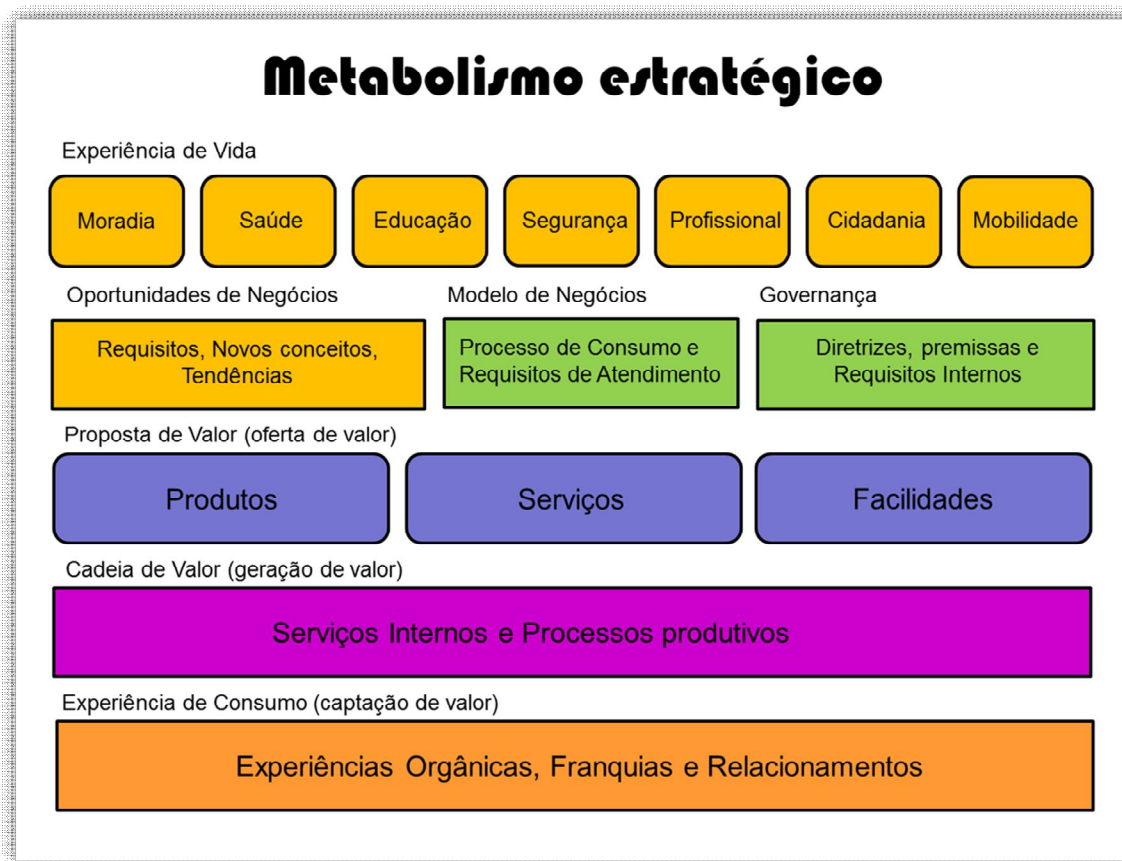 Metabolismo estratégico
Experiência de Vida
Moradia
Saúde
Educação
Segurança
Profissional
Cidadania
Mobilidade
Oportunidades de Negócios
Modelo de Negócios
Governança
Requisitos, Novos conceitos,
Tendências
Processo de Consumo e
Requisitos de Atendimento
Diretrizes, premissas e
Requisitos Internos
Proposta de Valor (oferta de valor)
Produtos
Serviços
Facilidades
Cadeia de Valor (geração de valor)
Serviços Internos e Processos produtivos
Experiência de Consumo (captação de valor)
Experiências Orgânicas, Franquias e Relacionamentos